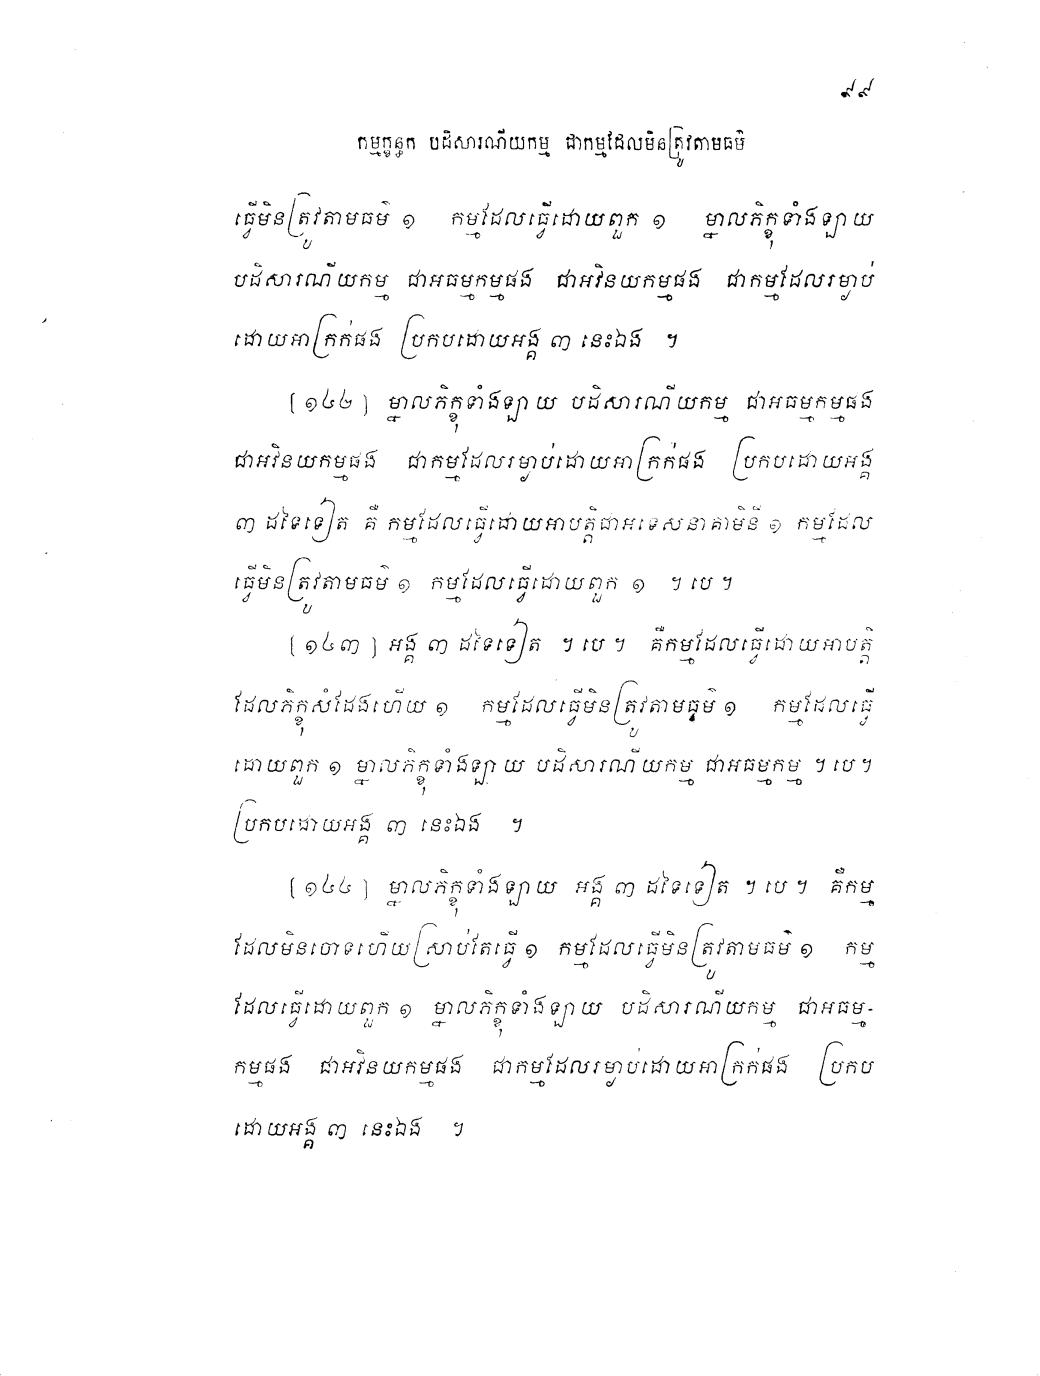 ៩៩
កម្មក្ខន្ធក បដិសារណីយកម្ម ជាកម្មដែលមិនត្រូវតាមធម៌
ធ្វើមិនត្រូវតាមធម៌ ១ កម្មដែលធ្វើដោយពួក ១ ម្នាលភិក្ខុទាំងឡាយ
បដិសារណីយកម្ម ជាអធម្មកម្មផង ជាអវិនយកម្មផង ជាកម្មដែលរម្ងាប់
ដោយអាក្រក់ផង ប្រកបដោយអង្គ ៣ នេះឯង ។
[១៤២] ម្នាលភិក្ខុទាំងឡាយ បដិសារណីយកម្ម ជាអធម្មកម្មផង
ជាអវិនយកម្មផង ជាកម្មដែលរម្ងាប់ដោយអាក្រក់ផង ប្រកបដោយអង្គ
៣ ដទៃទៀត គឺ កម្មដែលធ្វើដោយអាបត្តិជាអទេសនាគាមិនី ១ កម្មដែល
ធ្វើមិនត្រូវតាមធម៌ ១ កម្មដែលធ្វើដោយពួក ១ ។ បេ ។
[១៤៣] អង្គ ៣ ដទៃទៀត ។ បេ ។ គឺកម្មដែលធ្វើដោយអាបត្តិ
ដែលភិក្ខុសំដែងហើយ ១ កម្មដែលធ្វើមិនត្រូវតាមធម៌ ១ កម្មដែលធ្វើ
ដោយពួក ១ ម្នាលភិក្ខុទាំងឡាយ បដិសារណីយកម្ម ជាអធម្មកម្ម ។ បេ ។
ប្រកបដោយអង្គ ៣ នេះឯង ។
[១៤៤] ម្នាលភិក្ខុទាំងឡាយ អង្គ ៣ ដទៃទៀត ។ បេ ។ គឺកម្ម
ដែលមិនចោទហើយស្រាប់តែធ្វើ ១ កម្មដែលធ្វើមិនត្រូវតាមធម៌ ១ កម្ម
ដែលធ្វើដោយពួក ១ ម្នាលភិក្ខុទាំងឡាយ បដិសារណីយកម្ម ជាអធម្ម-
កម្មផង ជាអវិនយកម្មផង ជាកម្មដែលរម្ងាប់ដោយអាក្រក់ផង ប្រកប
ដោយអង្គ ៣ នេះឯង ។